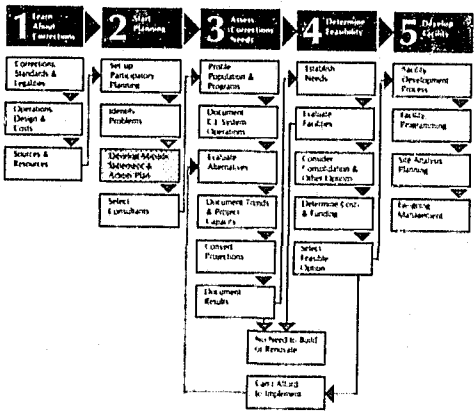 1 Learn
About
Corrections
Corrections
Standards &
Legalities
Operations
Design &
Costs
Sources &
Resources
2 Start
Planning
Set up
Participatory
Planning
Identify
Problems
Develop Mission
Statement &
Action Plan
Select
Consultants
3 Assess
Corrections
Needs
Profile
Population &
Programs
Document
C.J. System
Operations
Evaluate
Alternatives
Document Trends
& Project
Capacity
Convert
Projections
Document
Results
4 Determine
Feasibility
Establish
Needs
Evaluate
Facilities
Consider
Consolidation &
Other Options
Determine Costs
& Funding
Select
Feasible
Option
No Need to Build
or Renovate
Can't Afford
to Implement
5 Develop
Facility
Facility
Development
Process
Facility
Programming
Site Analysis
Planning
Management